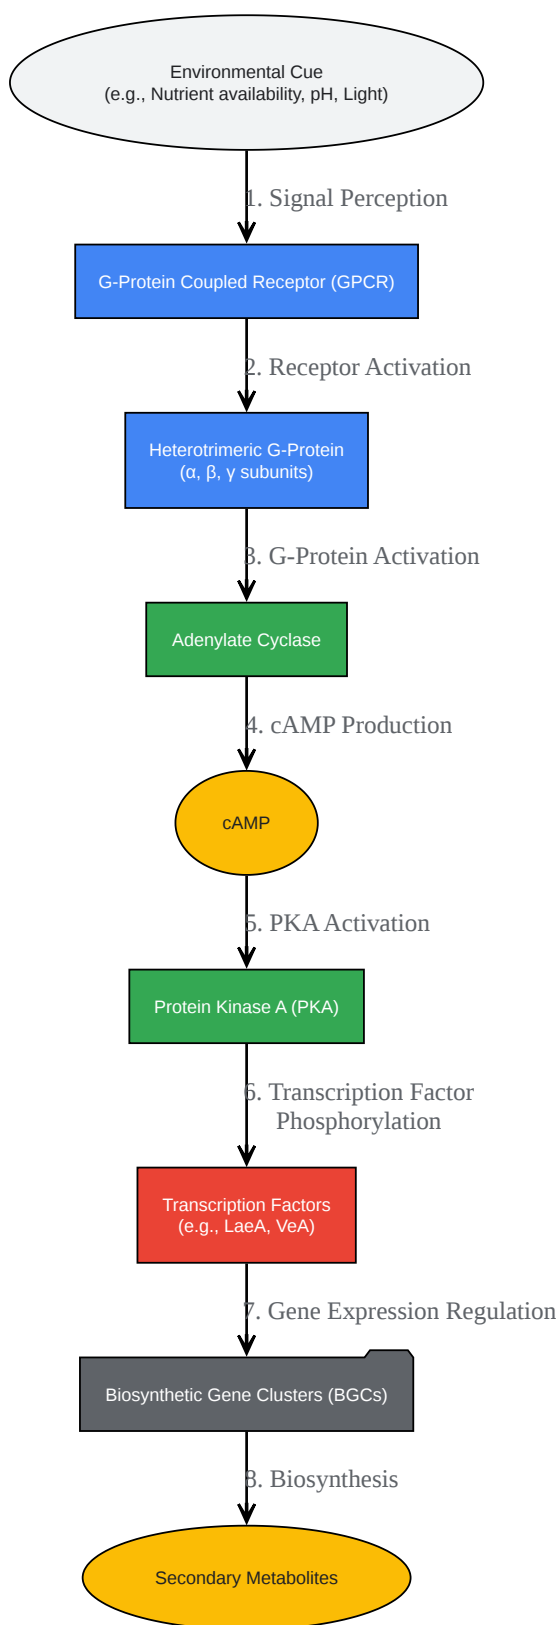 Environmental Cue
(e.g., Nutrient availability, pH, Light)
1. Signal Perception
G-Protein Coupled Receptor (GPCR)
2. Receptor Activation
Heterotrimeric G-Protein
(α, β, γ subunits)
3. G-Protein Activation
Adenylate Cyclase
4. cAMP Production
cAMP
5. PKA Activation
Protein Kinase A (PKA)
6. Transcription Factor
Phosphorylation
Transcription Factors
(e.g., LaeA, VeA)
7. Gene Expression Regulation
Biosynthetic Gene Clusters (BGCs)
8. Biosynthesis
Secondary Metabolites